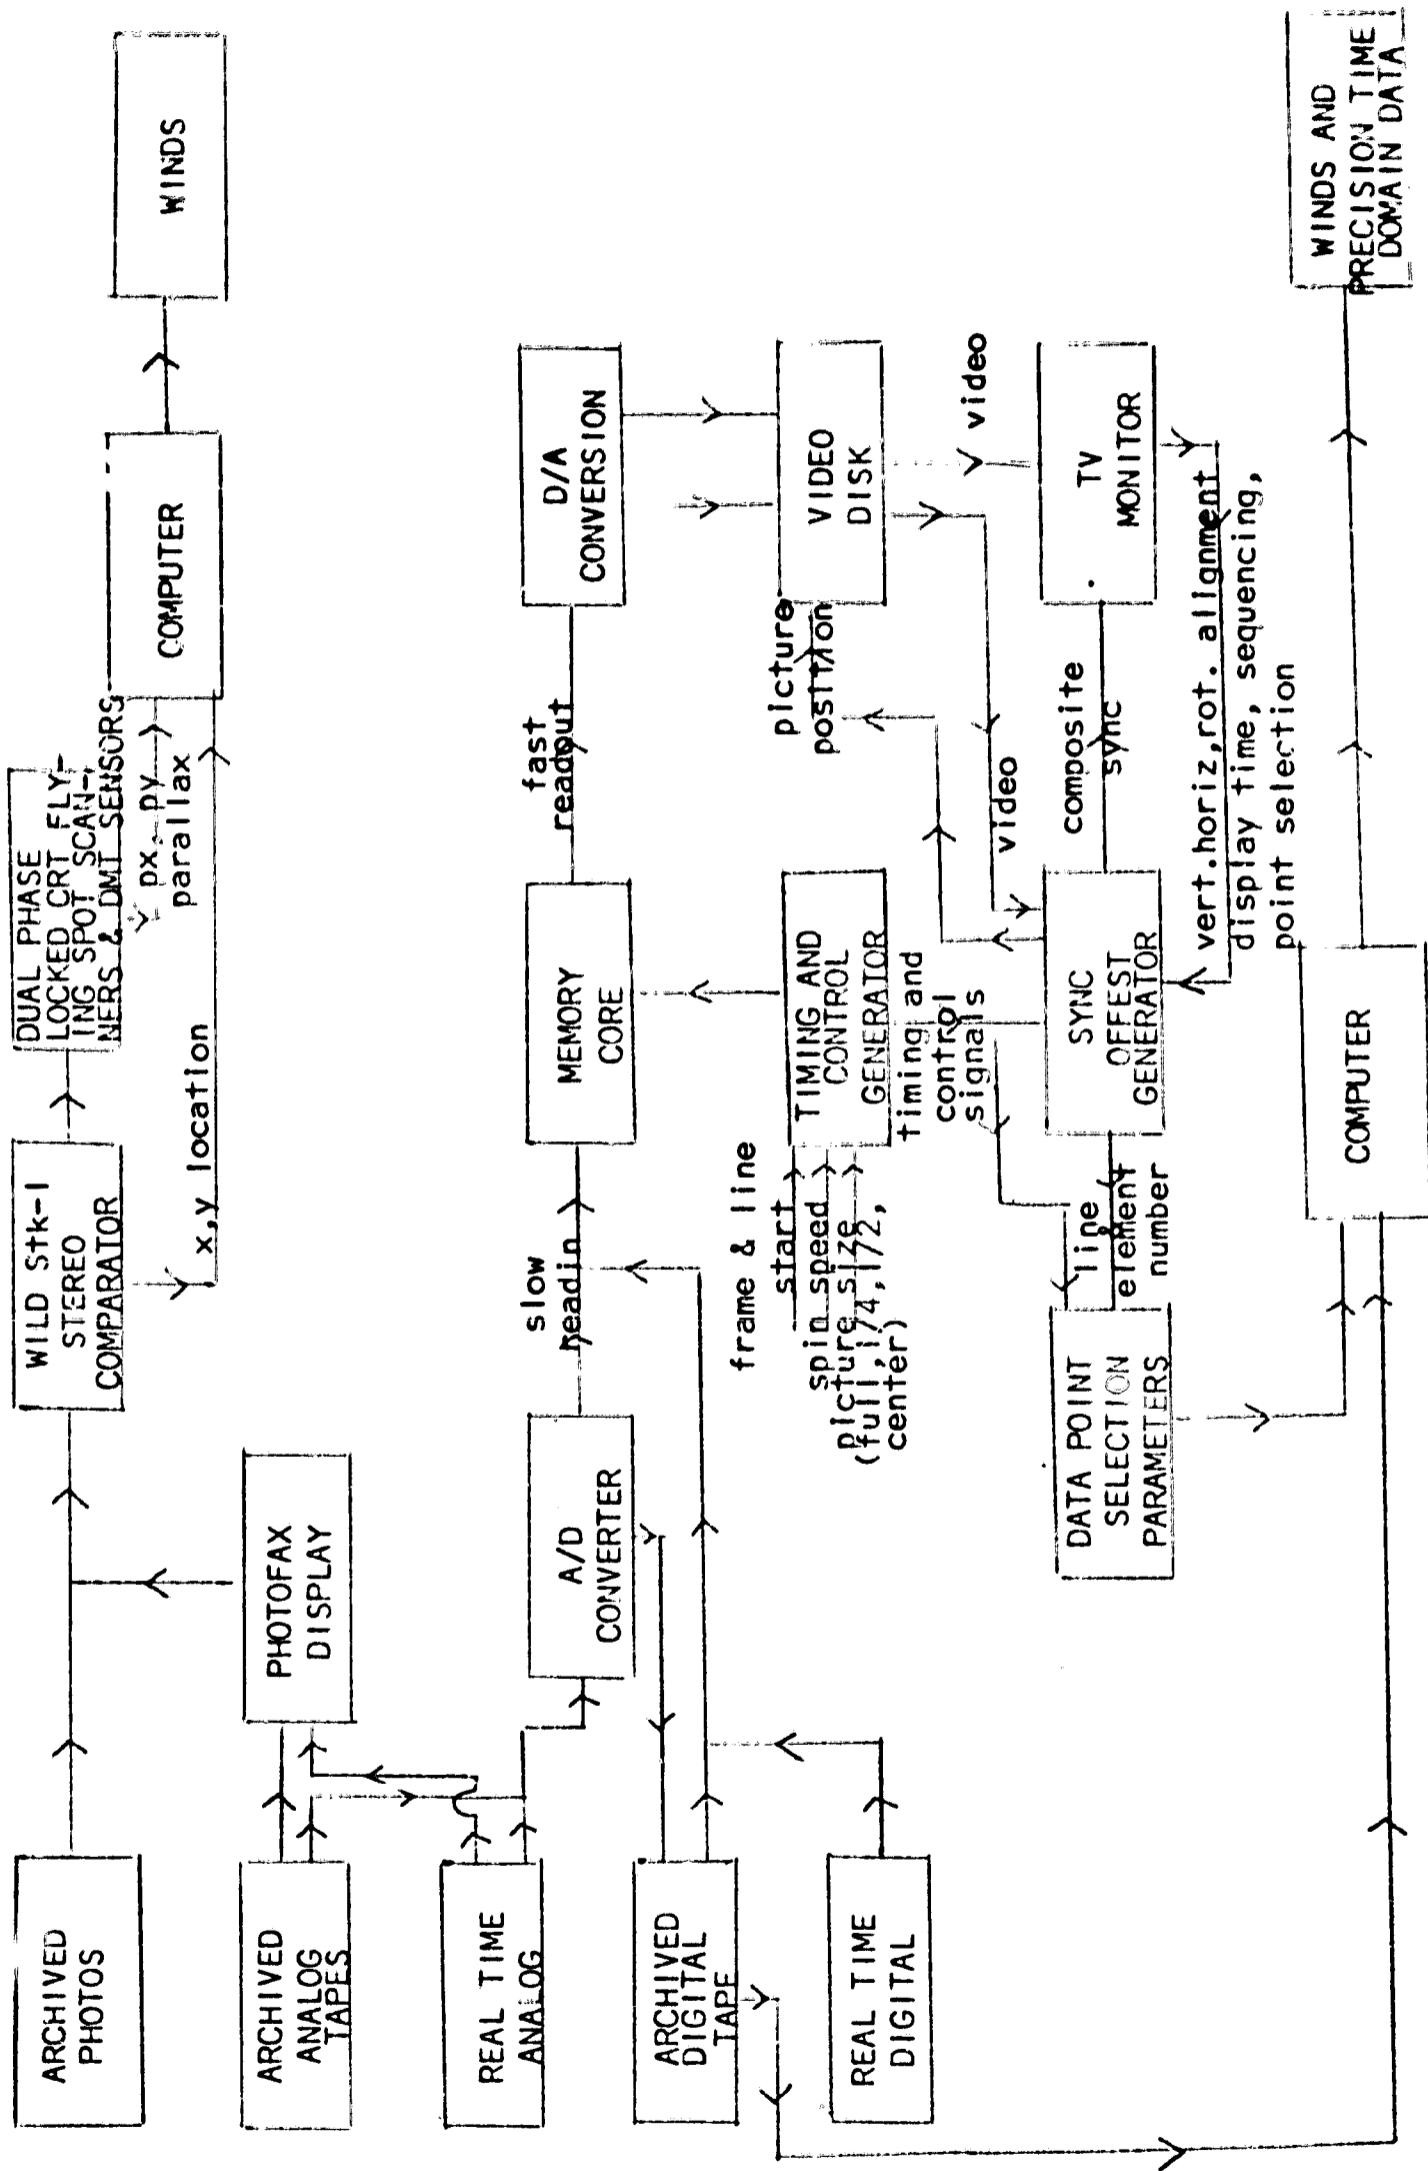 ARCHIVED
PHOTOS
WILD Stk-1
STEREO
COMPARATOR
DUAL PHASE
LOCKED CRT FLY-
ING SPOT SCAN-
NERS & DMT SENSORS
px, py
parallax
x,y location
COMPUTER
WINDS
ARCHIVED
ANALOG
TAPES
PHOTOFAX
DISPLAY
REAL TIME
ANALOG
A/D
CONVERTER
slow
readin
MEMORY
CORE
fast
readout
D/A
CONVERSION
ARCHIVED
DIGITAL
TAPE
REAL TIME
DIGITAL
frame & line
start
spin speed
picture size
(full,1/4,1/2,
center)
TIMING AND
CONTROL
GENERATOR
timing and
control
signals
picture
position
VIDEO
DISK
video
video
DATA POINT
SELECTION
PARAMETERS
line
element
number
SYNC
OFFEST
GENERATOR
composite
sync
TV
MONITOR
vert.horiz,rot. alignment
display time, sequencing,
point selection
COMPUTER
WINDS AND
PRECISION TIME
DOMAIN DATA